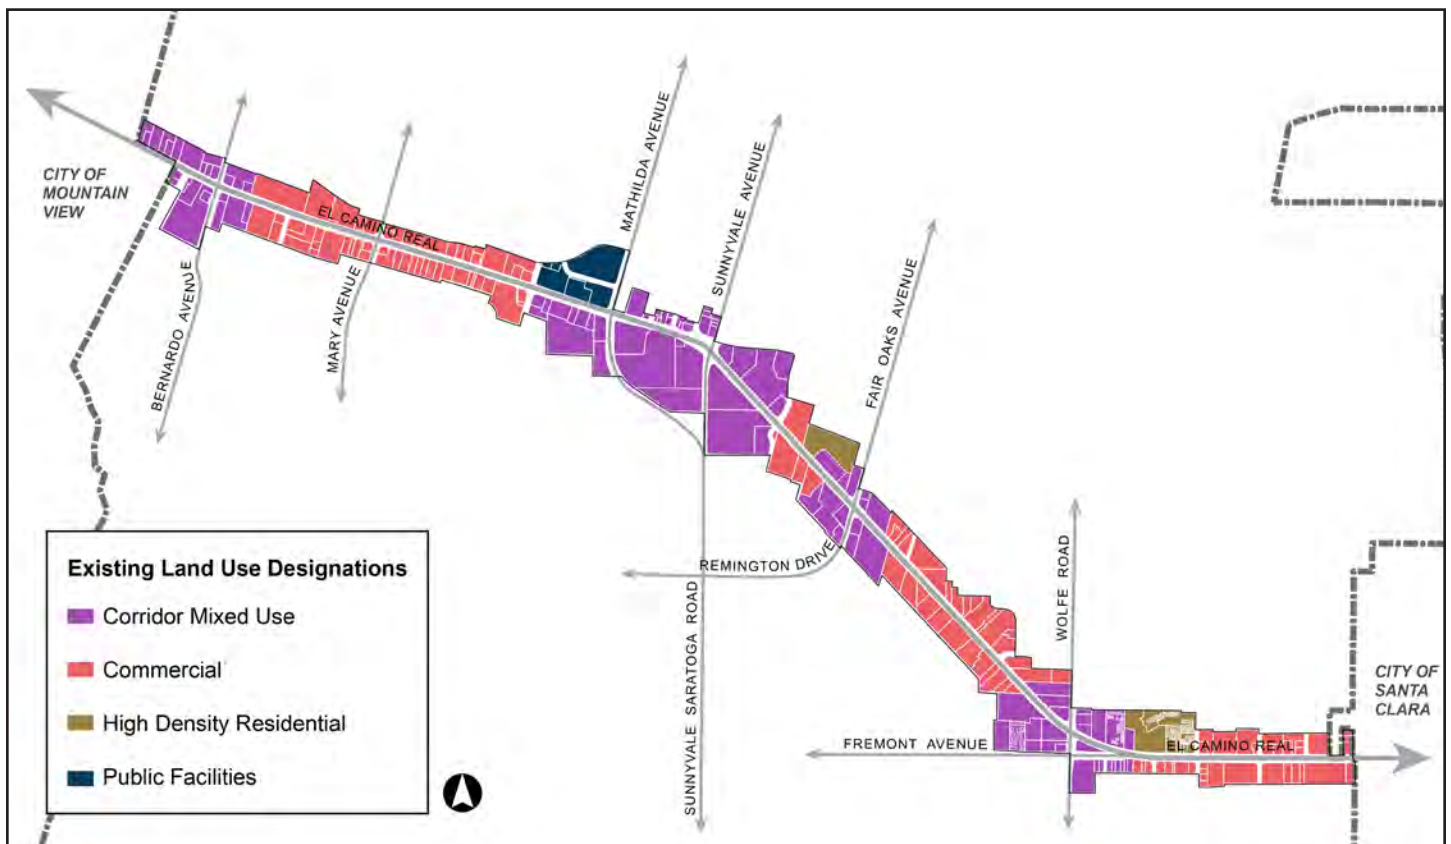 CITY OF
MOUNTAIN
VIEW
EL CAMINO REAL
MATHILDA AVENUE
SUNNYVALE AVENUE
FAIR OAKS AVENUE
BERNARDO AVENUE
MARY AVENUE
REMINGTON DRIVE
SUNNYVALE SARATOGA ROAD
WOLFE ROAD
CITY OF
SANTA
CLARA
FREMONT AVENUE
EL CAMINO REAL
Existing Land Use Designations
Corridor Mixed Use
Commercial
High Density Residential
Public Facilities